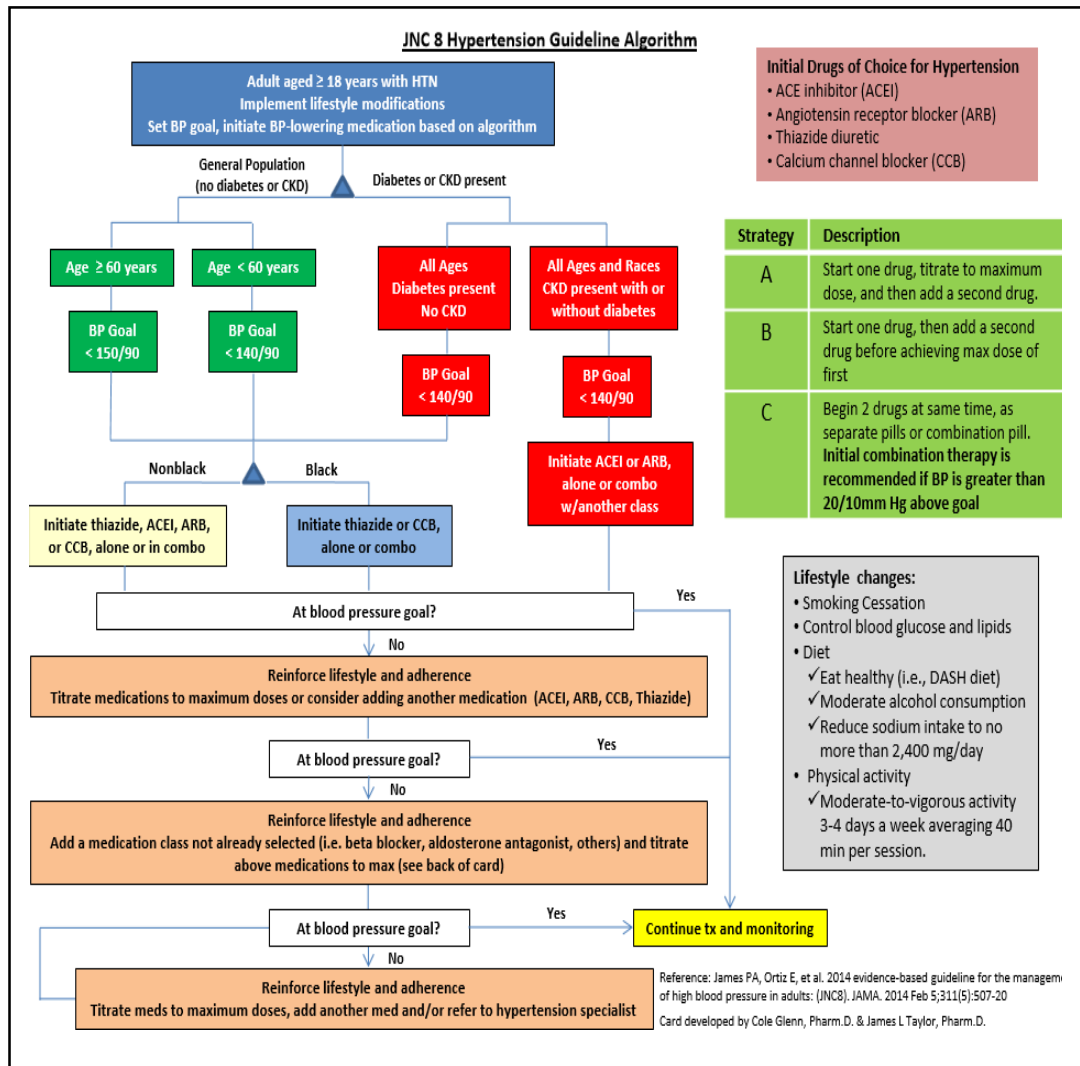 JNC 8 Hypertension Guideline Algorithm
Adult aged ≥ 18 years with HTN
Implement lifestyle modifications
Set BP goal, initiate BP-lowering medication based on algorithm
General Population
(no diabetes or CKD)
Diabetes or CKD present
Age ≥ 60 years
Age < 60 years
All Ages
Diabetes present
No CKD
All Ages and Races
CKD present with or
without diabetes
BP Goal
< 150/90
BP Goal
< 140/90
BP Goal
< 140/90
BP Goal
< 140/90
Nonblack
Black
Initiate thiazide, ACEI, ARB,
or CCB, alone or in combo
Initiate thiazide or CCB,
alone or combo
Initiate ACEI or ARB,
alone or combo
w/another class
At blood pressure goal?
Yes
No
Reinforce lifestyle and adherence
Titrate medications to maximum doses or consider adding another medication (ACEI, ARB, CCB, Thiazide)
At blood pressure goal?
Yes
No
Reinforce lifestyle and adherence
Add a medication class not already selected (i.e. beta blocker, aldosterone antagonist, others) and titrate
above medications to max (see back of card)
At blood pressure goal?
Yes
Continue tx and monitoring
No
Reinforce lifestyle and adherence
Titrate meds to maximum doses, add another med and/or refer to hypertension specialist
Initial Drugs of Choice for Hypertension
• ACE inhibitor (ACEI)
• Angiotensin receptor blocker (ARB)
• Thiazide diuretic
• Calcium channel blocker (CCB)
Strategy Description
A Start one drug, titrate to maximum
dose, and then add a second drug.
B Start one drug, then add a second
drug before achieving max dose of
first
C Begin 2 drugs at same time, as
separate pills or combination pill.
Initial combination therapy is
recommended if BP is greater than
20/10mm Hg above goal
Lifestyle changes:
• Smoking Cessation
• Control blood glucose and lipids
• Diet
✓Eat healthy (i.e., DASH diet)
✓Moderate alcohol consumption
✓Reduce sodium intake to no
more than 2,400 mg/day
• Physical activity
✓Moderate-to-vigorous activity
3-4 days a week averaging 40
min per session.
Reference: James PA, Ortiz E, et al. 2014 evidence-based guideline for the
of high blood pressure in adults: (JNC8). JAMA. 2014 Feb 5;311(5):507-20
Card developed by Cole Glenn, Pharm.D. & James L Taylor, Pharm.D.